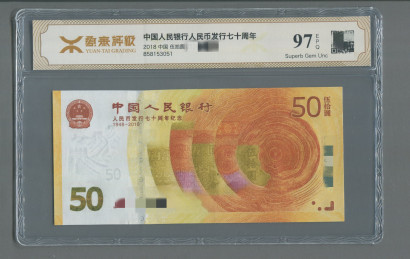 源泰评级
YUAN TAI GRADING
中国人民银行人民币发行七十周年
2018 中国 伍拾圆
858153051
97 EPQ
Superb Gem Unc
中国人民银行
人民币发行七十周年纪念
1948-2018
50
伍拾圆
50
50